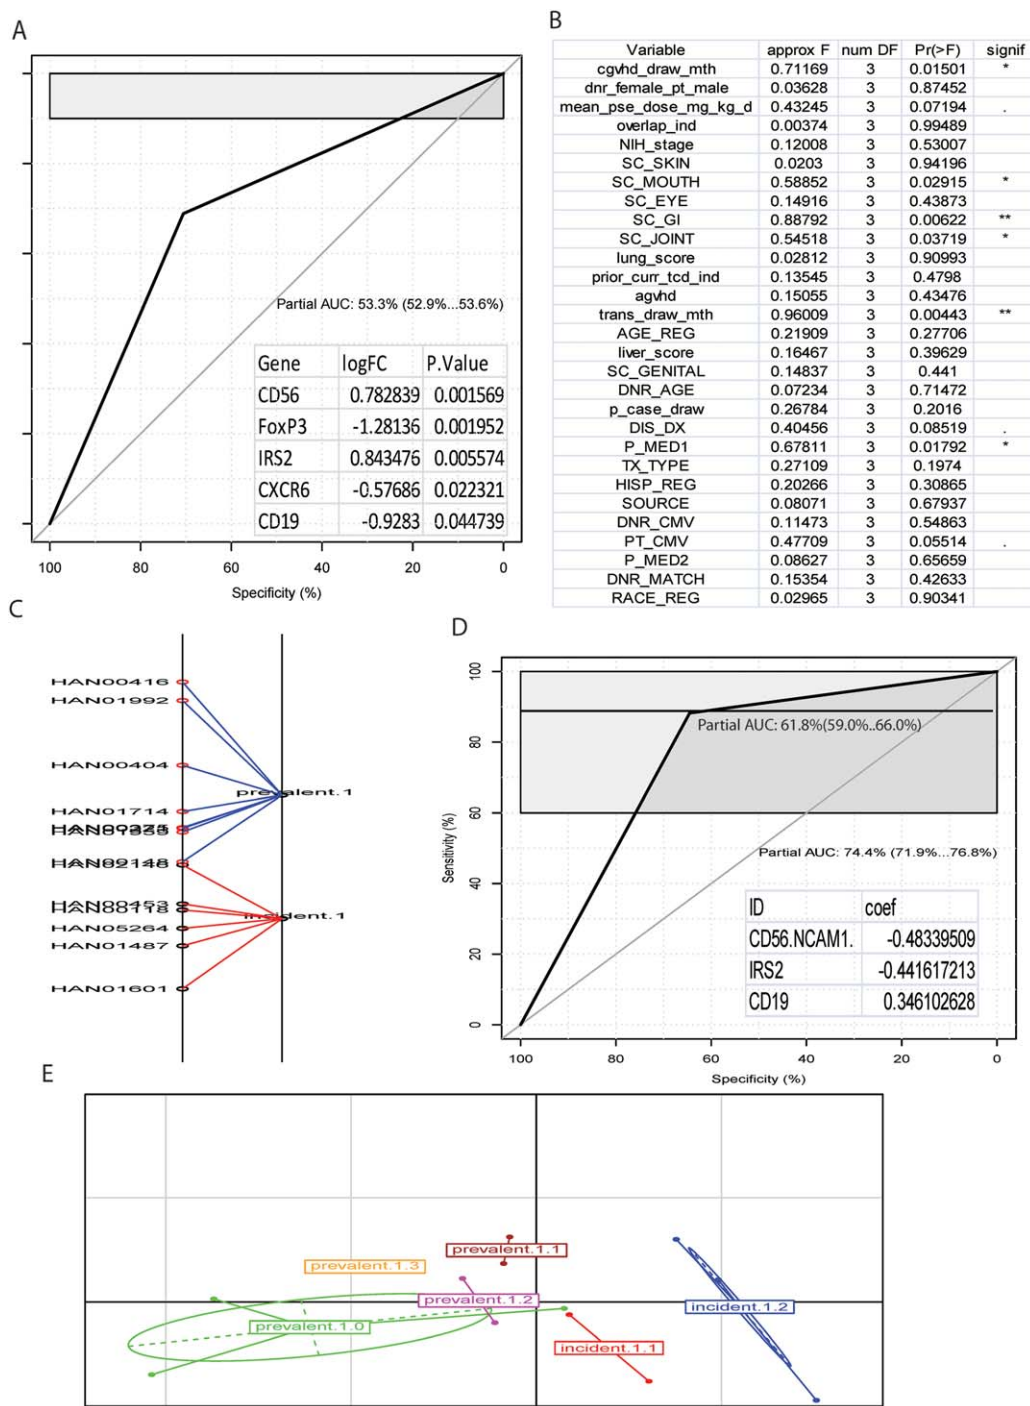 A
Partial AUC: 53.3% (52.9%...53.6%)
Gene logFC P.Value
CD56 0.782839 0.001569
FoxP3 -1.28136 0.001952
IRS2 0.843476 0.005574
CXCR6 -0.57686 0.022321
CD19 -0.9283 0.044739
100 80 60 40 20 0
Specificity (%)
B
Variable approx F num DF Pr(>F) signif
cgvhd_draw_mth 0.71169 3 0.01501 *
dnr_female_pt_male 0.03628 3 0.87452
mean_pse_dose_mg_kg_d 0.43245 3 0.07194 .
overlap_ind 0.00374 3 0.99489
NIH_stage 0.12008 3 0.53007
SC_SKIN 0.0203 3 0.94196
SC_MOUTH 0.58852 3 0.02915 *
SC_EYE 0.14916 3 0.43873
SC_GI 0.88792 3 0.00622 **
SC_JOINT 0.54518 3 0.03719 *
lung_score 0.02812 3 0.90993
prior_curr_tcd_ind 0.13545 3 0.4798
agvhd 0.15055 3 0.43476
trans_draw_mth 0.96009 3 0.00443 **
AGE_REG 0.21909 3 0.27706
liver_score 0.16467 3 0.39629
SC_GENITAL 0.14837 3 0.441
DNR_AGE 0.07234 3 0.71472
p_case_draw 0.26784 3 0.2016
DIS_DX 0.40456 3 0.08519 .
P_MED1 0.67811 3 0.01792 *
TX_TYPE 0.27109 3 0.1974
HISP_REG 0.20266 3 0.30865
SOURCE 0.08071 3 0.67937
DNR_CMV 0.11473 3 0.54863
PT_CMV 0.47709 3 0.05514 .
P_MED2 0.08627 3 0.65659
DNR_MATCH 0.15354 3 0.42633
RACE_REG 0.02965 3 0.90341
C
HAN00416
HAN01992
HAN00404
prevalent.1
HAN01714
HAN02148
HAN00453
HAN00118
incident.1
HAN05264
HAN01487
HAN01601
D
100
80
60
40
20
0
Sensitivity (%)
Partial AUC: 61.8%(59.0%..66.0%)
Partial AUC: 74.4% (71.9%...76.8%)
ID coef
CD56.NCAM1. -0.48339509
IRS2 -0.441617213
CD19 0.346102628
100 80 60 40 20 0
Specificity (%)
E
prevalent.1.1
prevalent.1.3
prevalent.1.2
incident.1.2
prevalent.1.0
incident.1.1